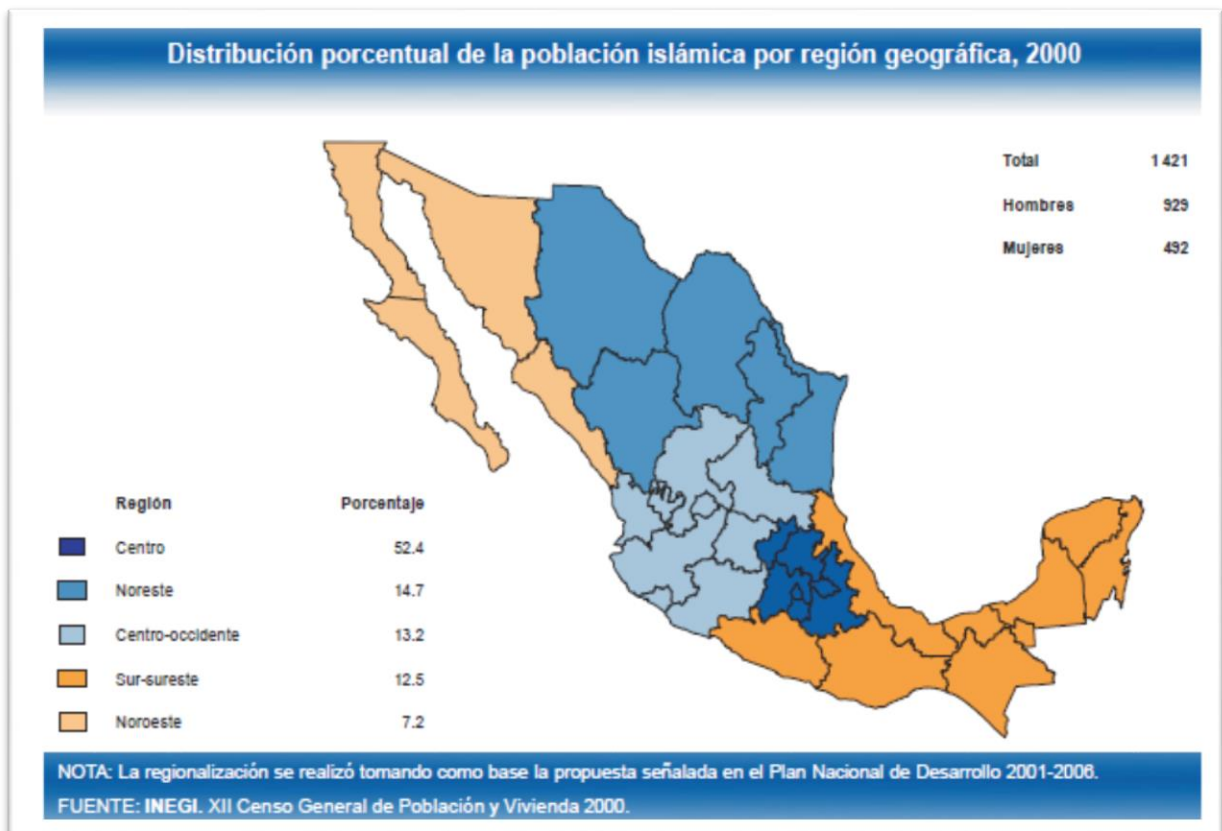 Distribución porcentual de la población islámica por región geográfica, 2000
Total 1 421
Hombres 929
Mujeres 492
Región Porcentaje
Centro 52.4
Noreste 14.7
Centro-occidente 13.2
Sur-sureste 12.5
Noroeste 7.2
NOTA: La regionalización se realizó tomando como base la propuesta señalada en el Plan Nacional de Desarrollo 2001-2006.
FUENTE: INEGI. XII Censo General de Población y Vivienda 2000.